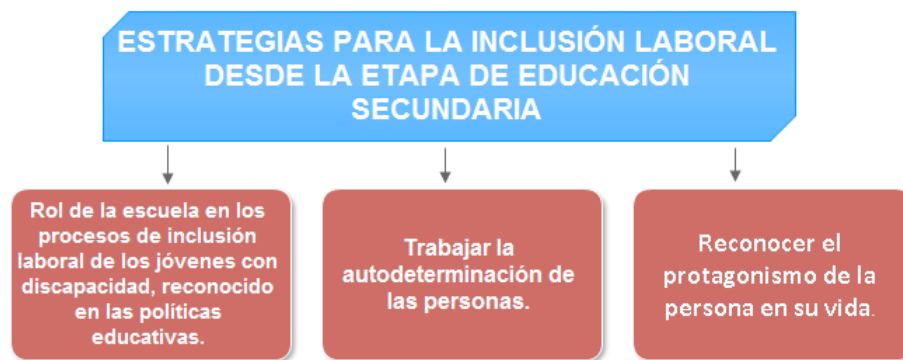 ESTRATEGIAS PARA LA INCLUSIÓN LABORAL
DESDE LA ETAPA DE EDUCACIÓN
SECUNDARIA
Rol de la escuela en los
procesos de inclusión
laboral de los jóvenes con
discapacidad, reconocido
en las políticas
educativas.
Trabajar la
autodeterminación de
las personas.
Reconocer el
protagonismo de la
persona en su vida.